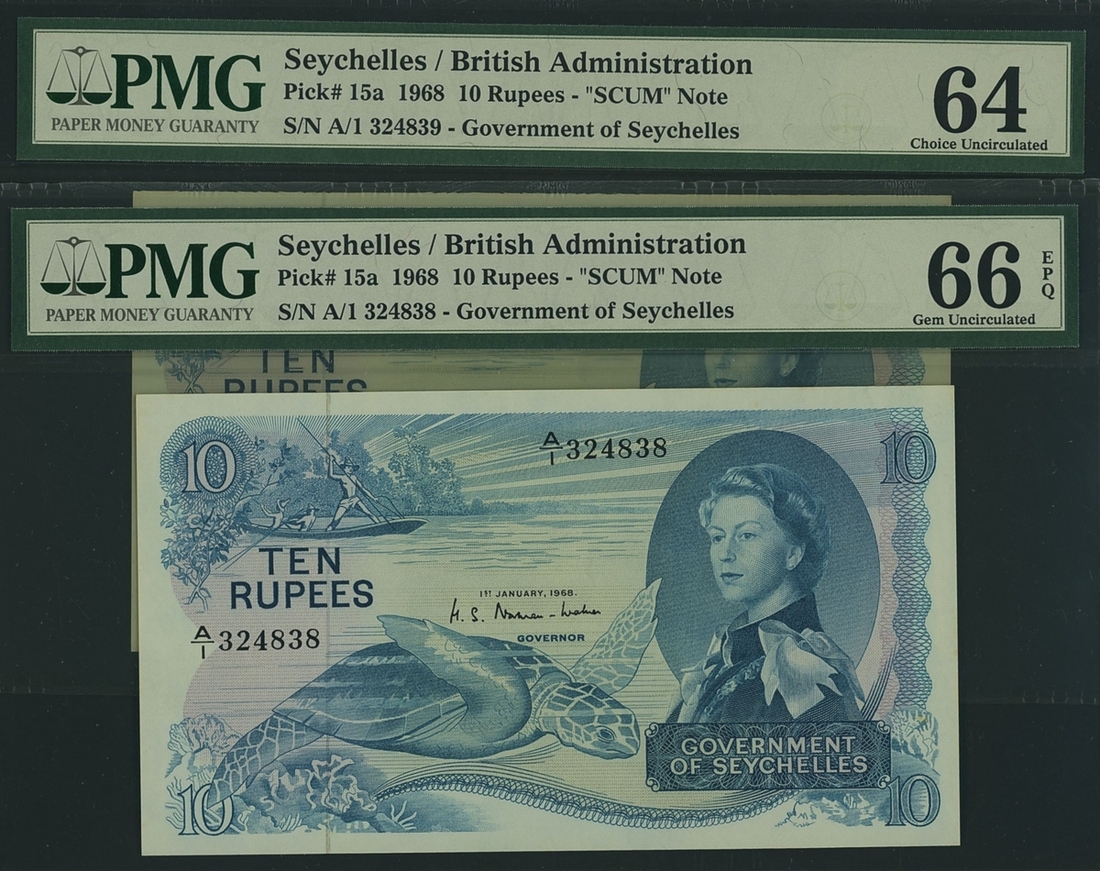 PMG
PAPER MONEY GUARANTY
Seychelles / British Administration
Pick# 15a 1968 10 Rupees - "SCUM" Note
S/N A/1 324839 - Government of Seychelles
64
Choice Uncirculated
PMG
PAPER MONEY GUARANTY
Seychelles / British Administration
Pick# 15a 1968 10 Rupees - "SCUM" Note
S/N A/1 324838 - Government of Seychelles
66
EPQ
Gem Uncirculated
TEN
RUPEES
10
A/1 324838
10
TEN
RUPEES
1ST JANUARY, 1968.
H. S. Norman-Walker
GOVERNOR
A/1 324838
GOVERNMENT
OF SEYCHELLES
10
10